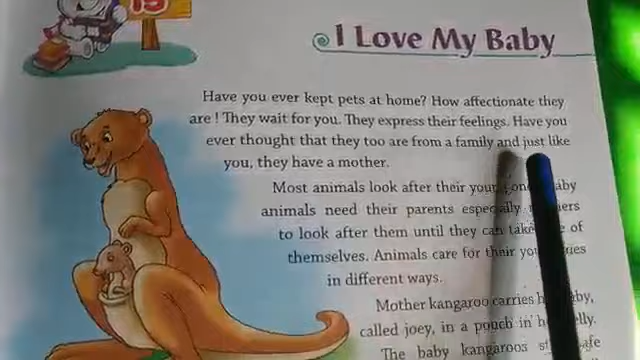 15
I Love My Baby
Have you ever kept pets at home? How affectionate they
are ! They wait for you. They express their feelings. Have you
ever thought that they too are from a family and just like
you, they have a mother.
Most animals look after their
animals need their parents
to look after them until they can of
themselves. Animals care for their
in different ways.
Mother kangaroo carries
called joey, in a pouch in
The baby kangaroos